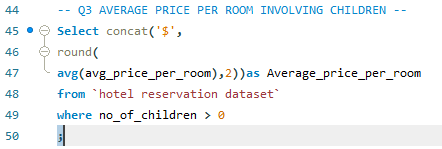 44 -- Q3 AVERAGE PRICE PER ROOM INVOLVING CHILDREN --
45 Select concat('$',
46 round(
47 avg(avg_price_per_room),2))as Average_price_per_room
48 from `hotel reservation dataset`
49 where no_of_children > 0
50 ;